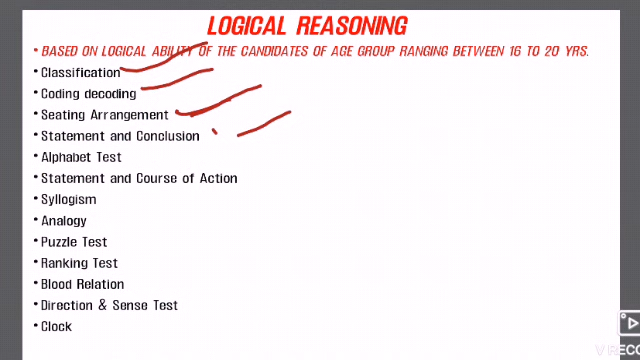 LOGICAL REASONING
• BASED ON LOGICAL ABILITY OF THE CANDIDATES OF AGE GROUP RANGING BETWEEN 16 TO 20 YRS.
• Classification
• Coding decoding
• Seating Arrangement
• Statement and Conclusion
• Alphabet Test
• Statement and Course of Action
• Syllogism
• Analogy
• Puzzle Test
• Ranking Test
• Blood Relation
• Direction & Sense Test
• Clock
V RECO